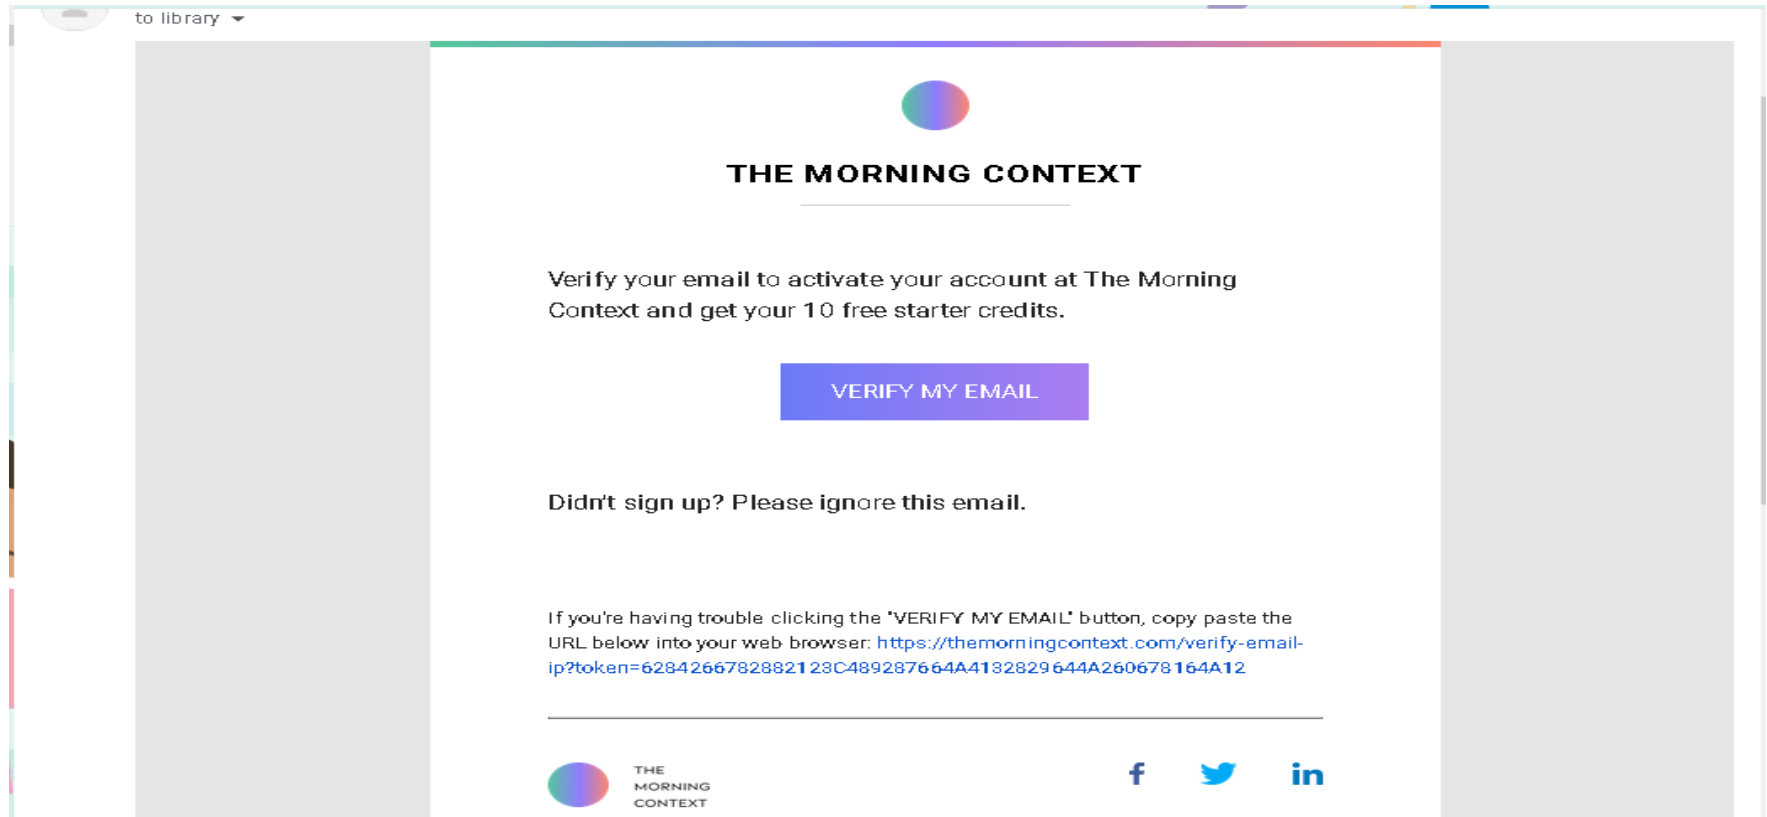 to library
THE MORNING CONTEXT
Verify your email to activate your account at The Morning
Context and get your 10 free starter credits.
VERIFY MY EMAIL
Didn't sign up? Please ignore this email.
If you're having trouble clicking the "VERIFY MY EMAIL" button, copy paste the
URL below into your web browser: https://themorningcontext.com/verify-email-
ip?token=6284266782882123C489287664A4132829644A260678164A12
THE
MORNING
CONTEXT
f
in